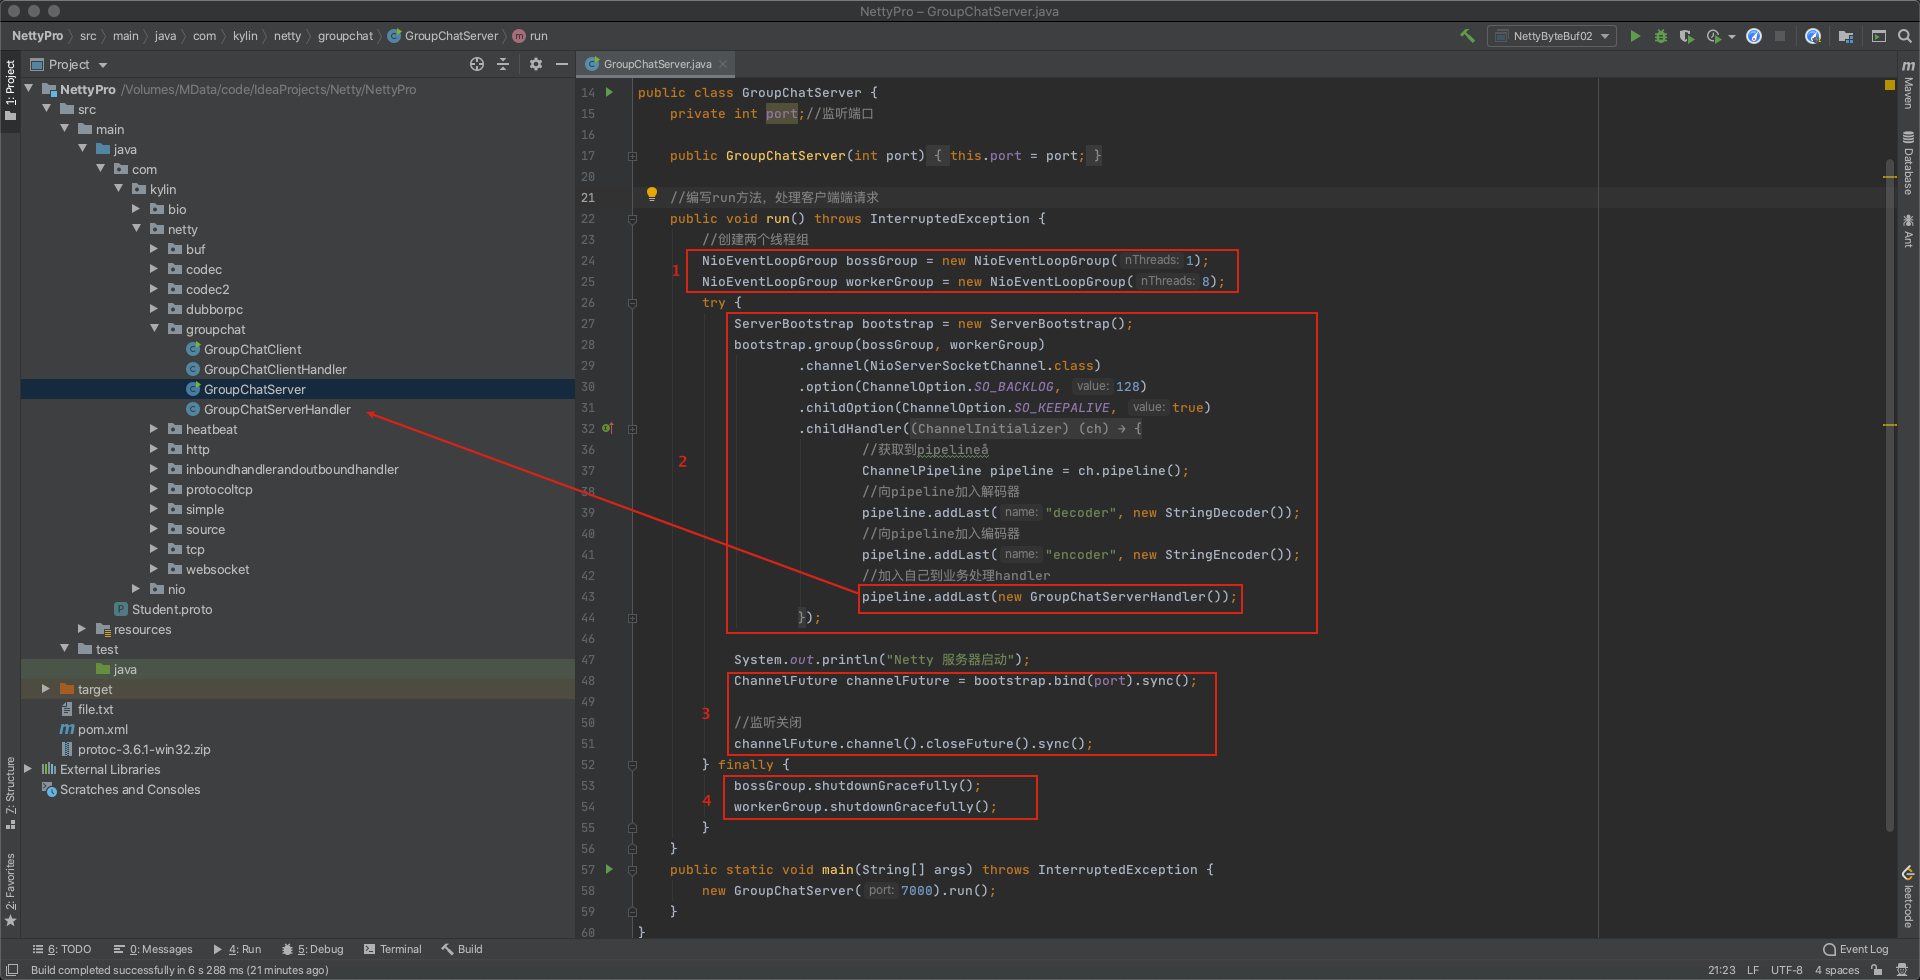 NettyPro – GroupChatServer.java
NettyPro src main java com kylin netty groupchat GroupChatServer run
NettyByteBuf02
1: Project
Project
GroupChatServer.java
NettyPro /Volumes/MData/code/IdeaProjects/Netty/NettyPro
src
main
java
com
kylin
bio
netty
buf
codec
codec2
dubborpc
groupchat
GroupChatClient
GroupChatClientHandler
GroupChatServer
GroupChatServerHandler
heatbeat
http
inboundhandlerandoutboundhandler
protocoltcp
simple
source
tcp
websocket
nio
Student.proto
resources
test
java
target
file.txt
pom.xml
protoc-3.6.1-win32.zip
External Libraries
Scratches and Consoles
Z: Structure
2: Favorites
14 public class GroupChatServer {
15 private int port;//监听端口
16
17 public GroupChatServer(int port) { this.port = port; }
20
21 //编写run方法，处理客户端端请求
22 public void run() throws InterruptedException {
23 //创建两个线程组
24 NioEventLoopGroup bossGroup = new NioEventLoopGroup( nThreads: 1);
1
25 NioEventLoopGroup workerGroup = new NioEventLoopGroup( nThreads: 8);
26 try {
27 ServerBootstrap bootstrap = new ServerBootstrap();
28 bootstrap.group(bossGroup, workerGroup)
29 .channel(NioServerSocketChannel.class)
30 .option(ChannelOption.SO_BACKLOG, value: 128)
31 .childOption(ChannelOption.SO_KEEPALIVE, value: true)
32 .childHandler((ChannelInitializer) (ch) → {
36 //获取到pipelineå
2
37 ChannelPipeline pipeline = ch.pipeline();
38 //向pipeline加入解码器
39 pipeline.addLast( name: "decoder", new StringDecoder());
40 //向pipeline加入编码器
41 pipeline.addLast( name: "encoder", new StringEncoder());
42 //加入自己到业务处理handler
43 pipeline.addLast(new GroupChatServerHandler());
44 });
46
47 System.out.println("Netty 服务器启动");
48 ChannelFuture channelFuture = bootstrap.bind(port).sync();
49
3
50 //监听关闭
51 channelFuture.channel().closeFuture().sync();
52 } finally {
53 bossGroup.shutdownGracefully();
4
54 workerGroup.shutdownGracefully();
55 }
56 }
57 public static void main(String[] args) throws InterruptedException {
58 new GroupChatServer( port: 7000).run();
59 }
60 }
m Maven
Database
Ant
leetcode
6: TODO 0: Messages 4: Run 5: Debug Terminal Build Event Log
Build completed successfully in 6 s 288 ms (21 minutes ago) 21:23 LF UTF-8 4 spaces